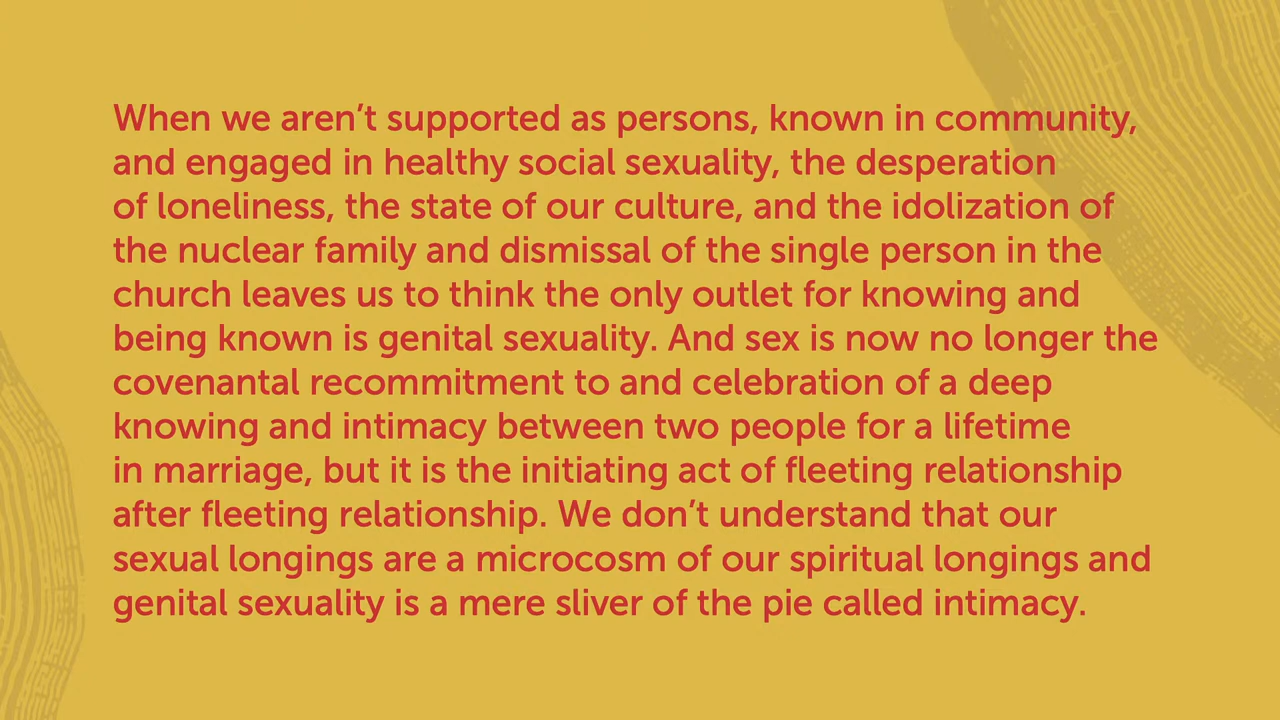 When we aren’t supported as persons, known in community,
and engaged in healthy social sexuality, the desperation
of loneliness, the state of our culture, and the idolization of
the nuclear family and dismissal of the single person in the
church leaves us to think the only outlet for knowing and
being known is genital sexuality. And sex is now no longer the
covenantal recommitment to and celebration of a deep
knowing and intimacy between two people for a lifetime
in marriage, but it is the initiating act of fleeting relationship
after fleeting relationship. We don’t understand that our
sexual longings are a microcosm of our spiritual longings and
genital sexuality is a mere sliver of the pie called intimacy.